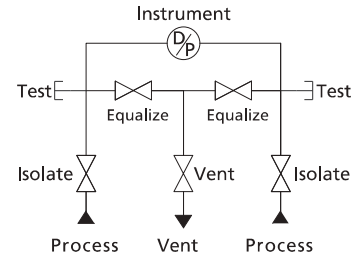 Instrument
D/P
Test
Test
Equalize
Equalize
Isolate
Vent
Isolate
Process
Vent
Process